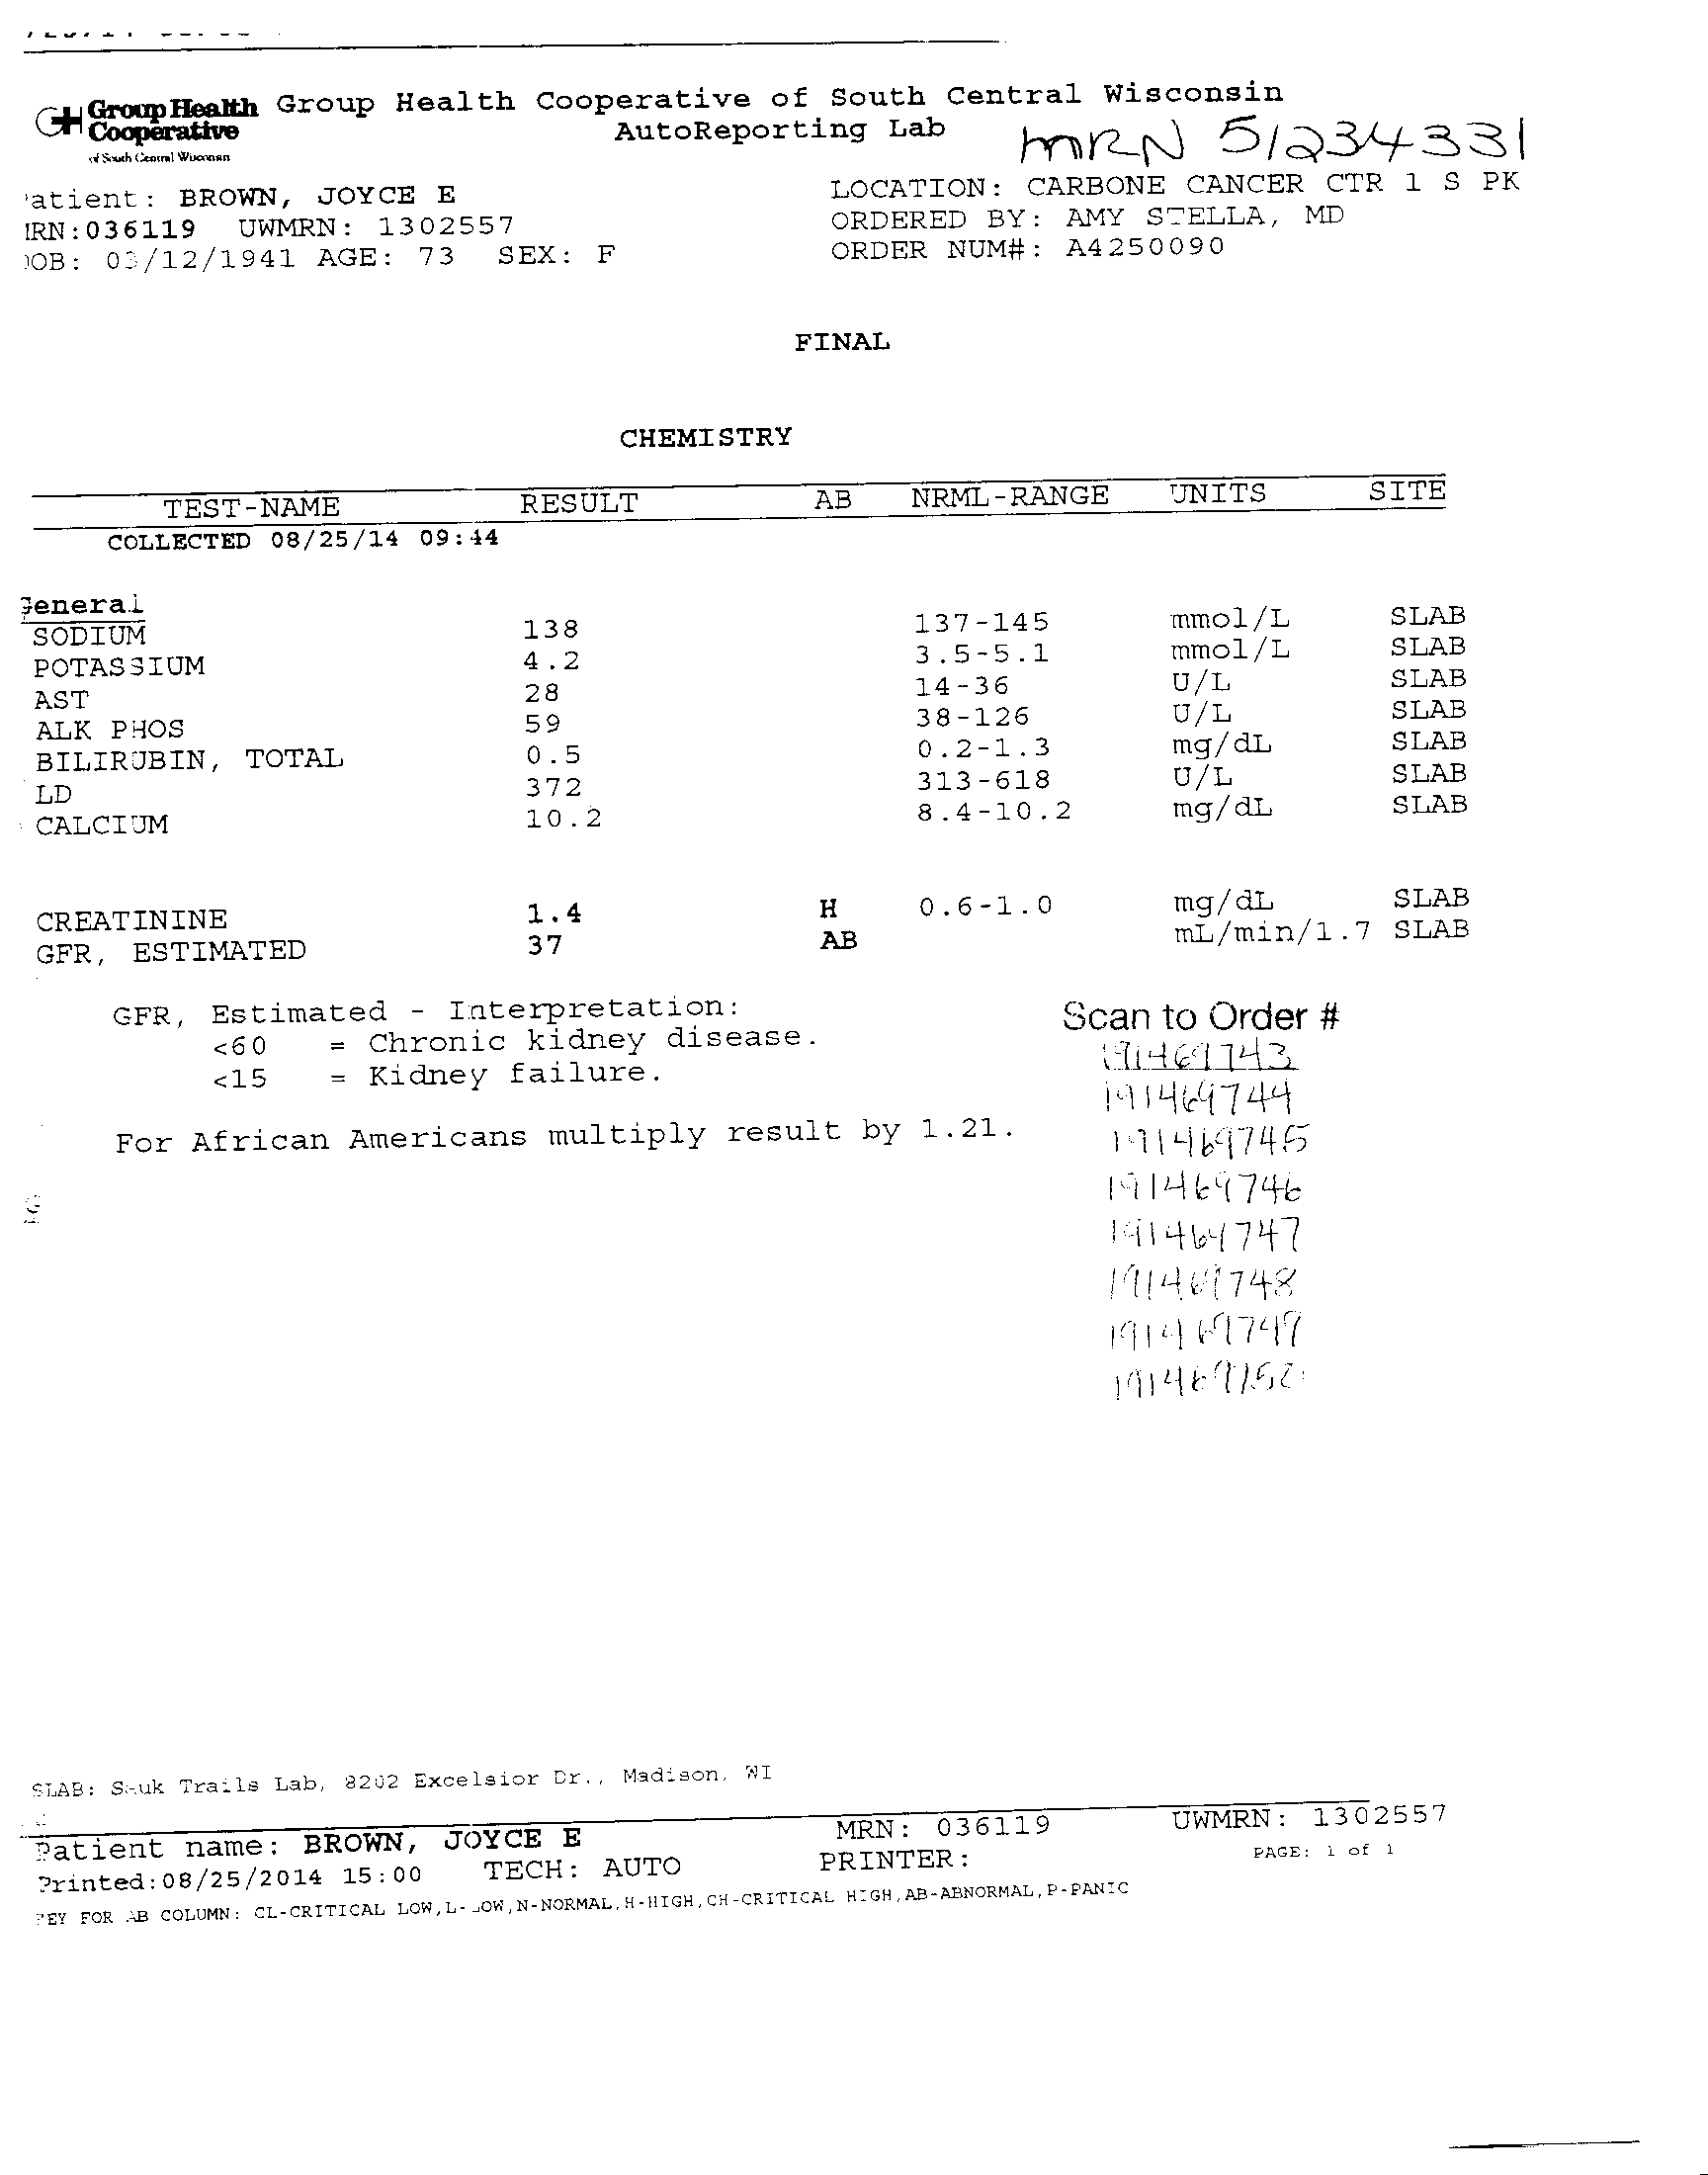 Group Health Cooperative of South Central Wisconsin
Group Health Cooperative of South Central Wisconsin
AutoReporting Lab
MRN 51234331
Patient: BROWN, JOYCE E
LOCATION: CARBONE CANCER CTR 1 S PK
MRN:036119 UWMRN: 1302557
ORDERED BY: AMY STELLA, MD
DOB: 03/12/1941 AGE: 73 SEX: F
ORDER NUM#: A4250090
FINAL
CHEMISTRY
TEST-NAME RESULT AB NRML-RANGE UNITS SITE
COLLECTED 08/25/14 09:44
General
SODIUM 138 137-145 mmol/L SLAB
POTASSIUM 4.2 3.5-5.1 mmol/L SLAB
AST 28 14-36 U/L SLAB
ALK PHOS 59 38-126 U/L SLAB
BILIRUBIN, TOTAL 0.5 0.2-1.3 mg/dL SLAB
LD 372 313-618 U/L SLAB
CALCIUM 10.2 8.4-10.2 mg/dL SLAB
CREATININE 1.4 H 0.6-1.0 mg/dL SLAB
GFR, ESTIMATED 37 AB mL/min/1.7 SLAB
GFR, Estimated - Interpretation:
<60 = Chronic kidney disease.
<15 = Kidney failure.
For African Americans multiply result by 1.21.
Scan to Order #
191469743
191469744
191469745
191469746
191469747
191469748
191469749
SLAB: Sauk Trails Lab, 8202 Excelsior Dr., Madison, WI
Patient name: BROWN, JOYCE E MRN: 036119 UWMRN: 1302557
Printed:08/25/2014 15:00 TECH: AUTO PRINTER: PAGE: 1 of 1
KEY FOR AB COLUMN: CL-CRITICAL LOW,L-LOW,N-NORMAL,H-HIGH,CH-CRITICAL HIGH,AB-ABNORMAL,P-PANIC